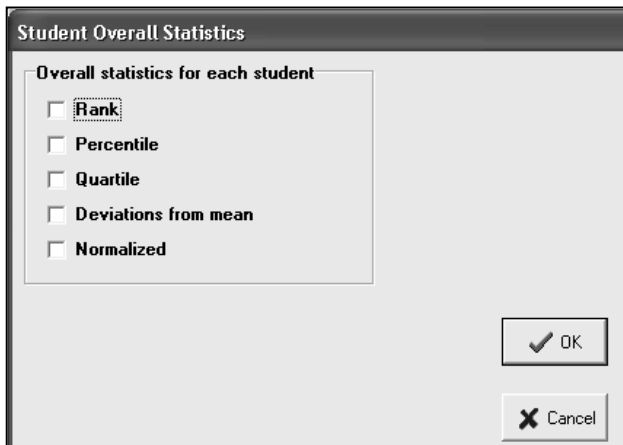 Student Overall Statistics
Overall statistics for each student
Rank
Percentile
Quartile
Deviations from mean
Normalized
OK
Cancel